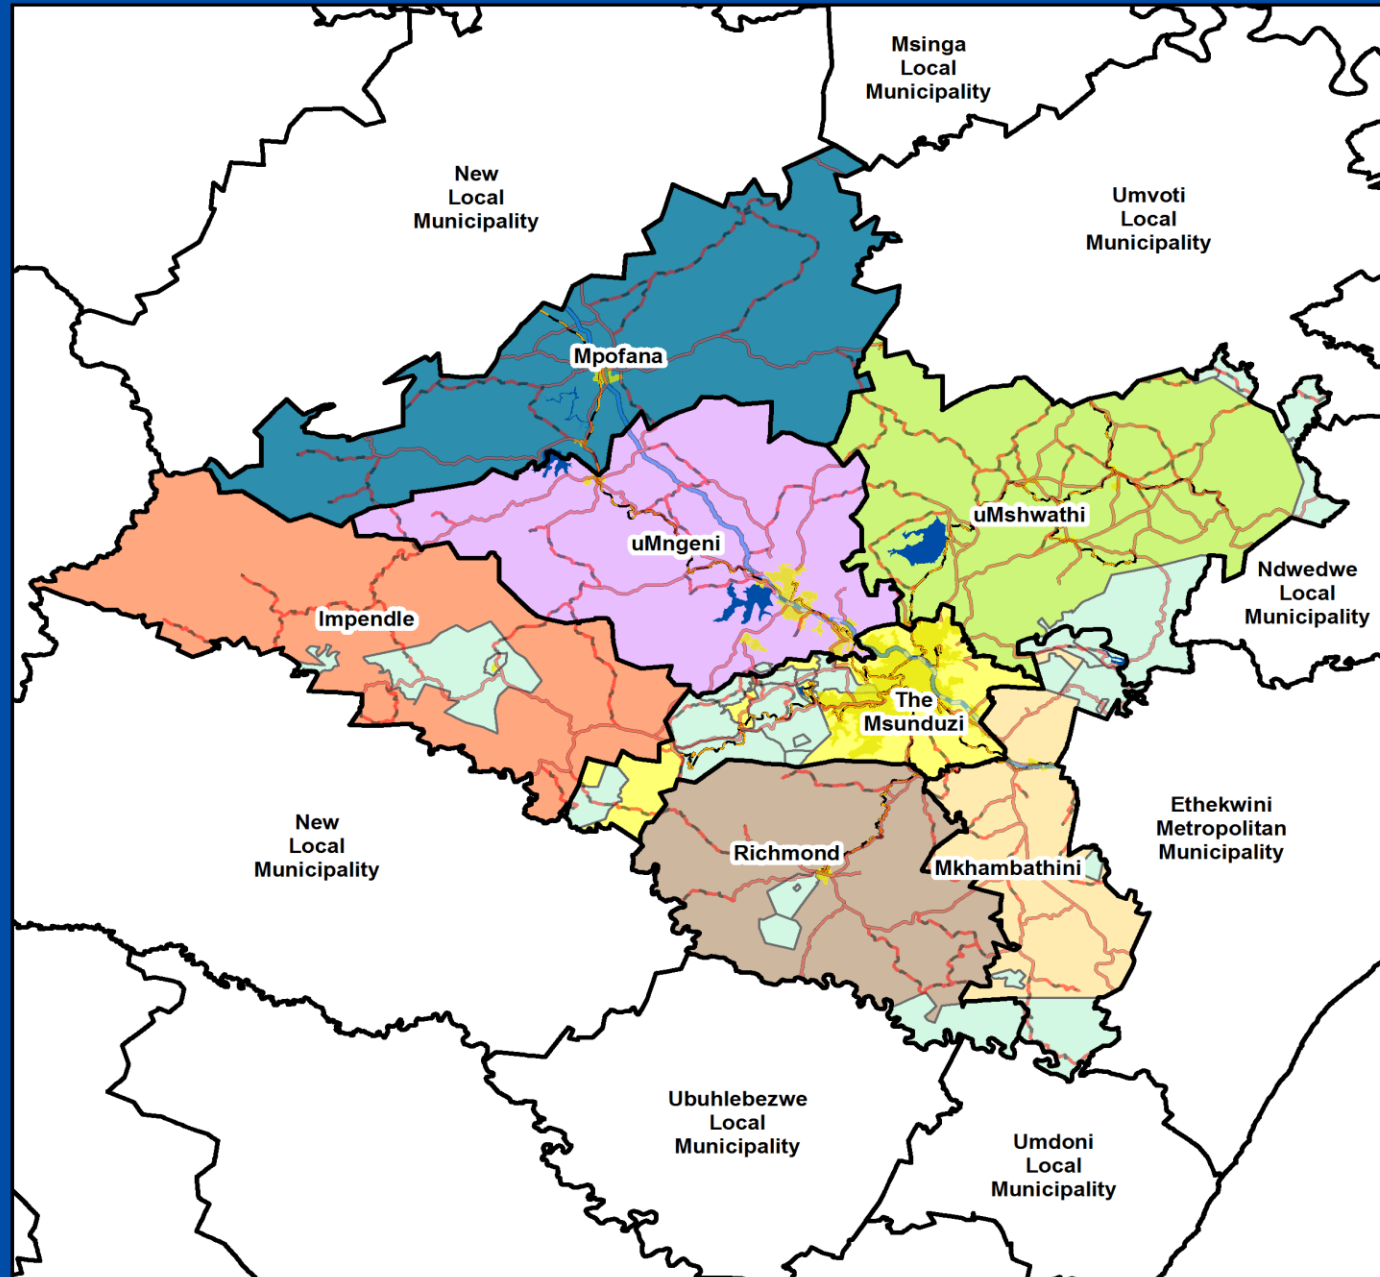 Msinga
Local
Municipality
New
Local
Municipality
Umvoti
Local
Municipality
Mpofana
uMshwathi
uMngeni
Ndwedwe
Local
Municipality
Impendle
The
Msunduzi
New
Local
Municipality
Ethekwini
Metropolitan
Municipality
Richmond
Mkhambathini
Ubuhlebezwe
Local
Municipality
Umdoni
Local
Municipality